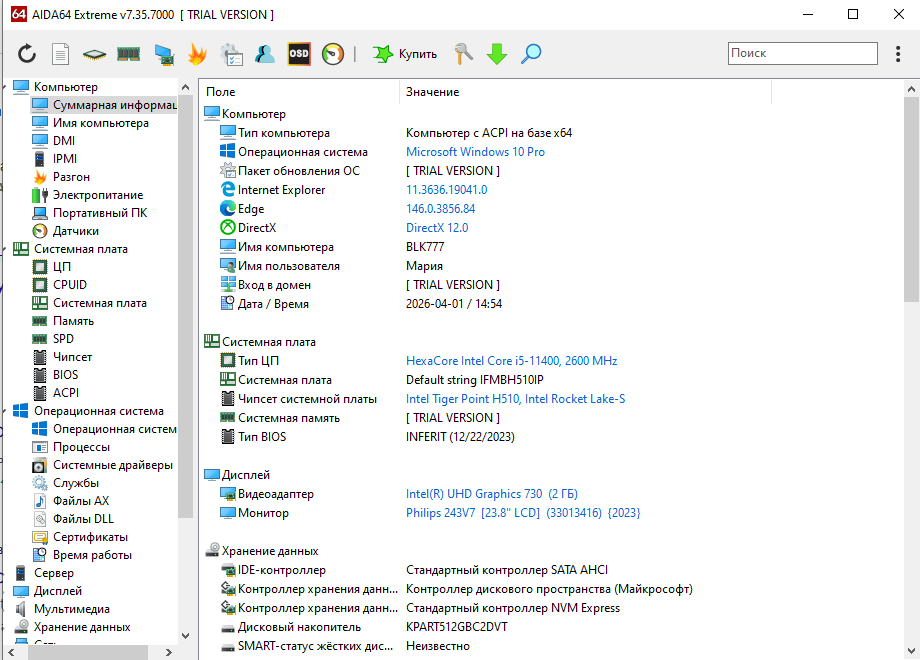 64 AIDA64 Extreme v7.35.7000 [ TRIAL VERSION ]
OSD
Купить
Поиск
Компьютер
Суммарная информац
Имя компьютера
DMI
IPMI
Разгон
Электропитание
Портативный ПК
Датчики
Системная плата
ЦП
CPUID
Системная плата
Память
SPD
Чипсет
BIOS
ACPI
Операционная система
Операционная систем
Процессы
Системные драйверы
Службы
Файлы AX
Файлы DLL
Сертификаты
Время работы
Сервер
Дисплей
Мультимедиа
Хранение данных
Поле Значение
Компьютер
Тип компьютера Компьютер с ACPI на базе x64
Операционная система Microsoft Windows 10 Pro
Пакет обновления ОС [ TRIAL VERSION ]
Internet Explorer 11.3636.19041.0
Edge 146.0.3856.84
DirectX DirectX 12.0
Имя компьютера BLK777
Имя пользователя Мария
Вход в домен [ TRIAL VERSION ]
Дата / Время 2026-04-01 / 14:54
Системная плата
Тип ЦП HexaCore Intel Core i5-11400, 2600 MHz
Системная плата Default string IFMBH510IP
Чипсет системной платы Intel Tiger Point H510, Intel Rocket Lake-S
Системная память [ TRIAL VERSION ]
Тип BIOS INFERIT (12/22/2023)
Дисплей
Видеоадаптер Intel(R) UHD Graphics 730 (2 ГБ)
Монитор Philips 243V7 [23.8" LCD] (33013416) {2023}
Хранение данных
IDE-контроллер Стандартный контроллер SATA AHCI
Контроллер хранения данн... Контроллер дискового пространства (Майкрософт)
Контроллер хранения данн... Стандартный контроллер NVM Express
Дисковый накопитель KPART512GBC2DVT
SMART-статус жёстких дис... Неизвестно